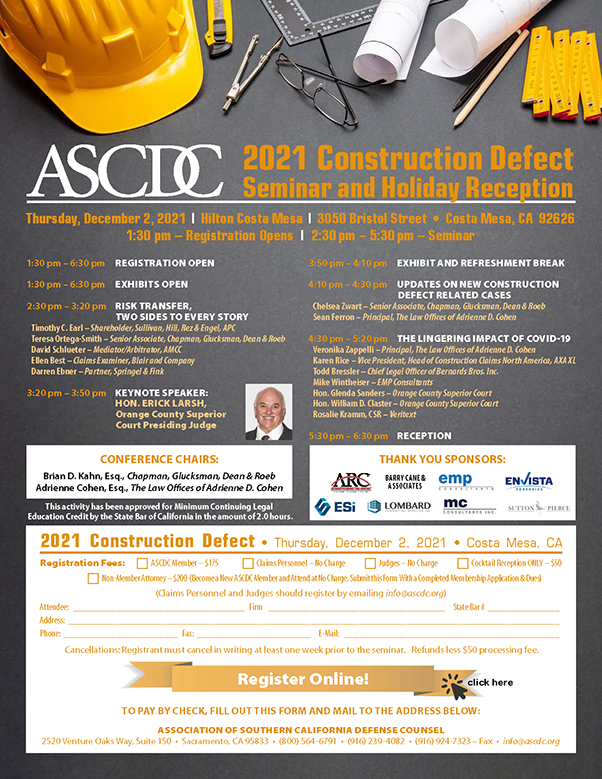 ASCDC
2021 Construction Defect
Seminar and Holiday Reception
Thursday, December 2, 2021 | Hilton Costa Mesa | 3050 Bristol Street • Costa Mesa, CA 92626
1:30 pm – Registration Opens | 2:30 pm – 5:30 pm – Seminar
1:30 pm – 6:30 pm REGISTRATION OPEN
1:30 pm – 6:30 pm EXHIBITS OPEN
2:30 pm – 3:20 pm RISK TRANSFER,
TWO SIDES TO EVERY STORY
Timothy C. Earl – Shareholder, Sullivan, Hill, Rez & Engel, APC
Teresa Ortega-Smith – Senior Associate, Chapman, Glucksman, Dean & Roeb
David Schlueter – Mediator/Arbitrator, AMCC
Ellen Best – Claims Examiner, Blair and Company
Darren Ebner – Partner, Springel & Fink
3:20 pm – 3:50 pm KEYNOTE SPEAKER:
HON. ERICK LARSH,
Orange County Superior
Court Presiding Judge
3:50 pm – 4:10 pm EXHIBIT AND REFRESHMENT BREAK
4:10 pm – 4:30 pm UPDATES ON NEW CONSTRUCTION
DEFECT RELATED CASES
Chelsea Zwart – Senior Associate, Chapman, Glucksman, Dean & Roeb
Sean Ferron – Principal, The Law Offices of Adrienne D. Cohen
4:30 pm – 5:20 pm THE LINGERING IMPACT OF COVID-19
Veronika Zappelli – Principal, The Law Offices of Adrienne D. Cohen
Karen Rice – Vice President, Head of Construction Claims North America, AXA XL
Todd Bressler – Chief Legal Officer of Bernards Bros. Inc.
Mike Wintheiser – EMP Consultants
Hon. Glenda Sanders – Orange County Superior Court
Hon. William D. Claster – Orange County Superior Court
Rosalie Kramm, CSR – Veritext
5:30 pm – 6:30 pm RECEPTION
CONFERENCE CHAIRS:
Brian D. Kahn, Esq., Chapman, Glucksman, Dean & Roeb
Adrienne Cohen, Esq., The Law Offices of Adrienne D. Cohen
This activity has been approved for Minimum Continuing Legal
Education Credit by the State Bar of California in the amount of 2.0 hours.
THANK YOU SPONSORS:
ARC
BARRY CANE &
ASSOCIATES
emp
CONSULTANTS
ENVISTA
FORENSICS
ESi
LOMBARD
mc
CONSULTANTS INC.
SUTTON PIERCE
2021 Construction Defect • Thursday, December 2, 2021 • Costa Mesa, CA
Registration Fees: ASCDC Member – $175 Claims Personnel – No Charge Judges – No Charge Cocktail Reception ONLY – $50
Non-Member Attorney – $200 (Become a New ASCDC Member and Attend at No Charge, Submit this Form With a Completed Membership Application & Dues)
(Claims Personnel and Judges should register by emailing info@ascdc.org)
Attendee: Firm State Bar #
Address:
Phone: Fax: E-Mail:
Cancellations: Registrant must cancel in writing at least one week prior to the seminar. Refunds less $50 processing fee.
Register Online!
click here
TO PAY BY CHECK, FILL OUT THIS FORM AND MAIL TO THE ADDRESS BELOW:
ASSOCIATION OF SOUTHERN CALIFORNIA DEFENSE COUNSEL
2520 Venture Oaks Way, Suite 150 • Sacramento, CA 95833 • (800) 564-6791 • (916) 239-4082 • (916) 924-7323 – Fax • info@ascdc.org